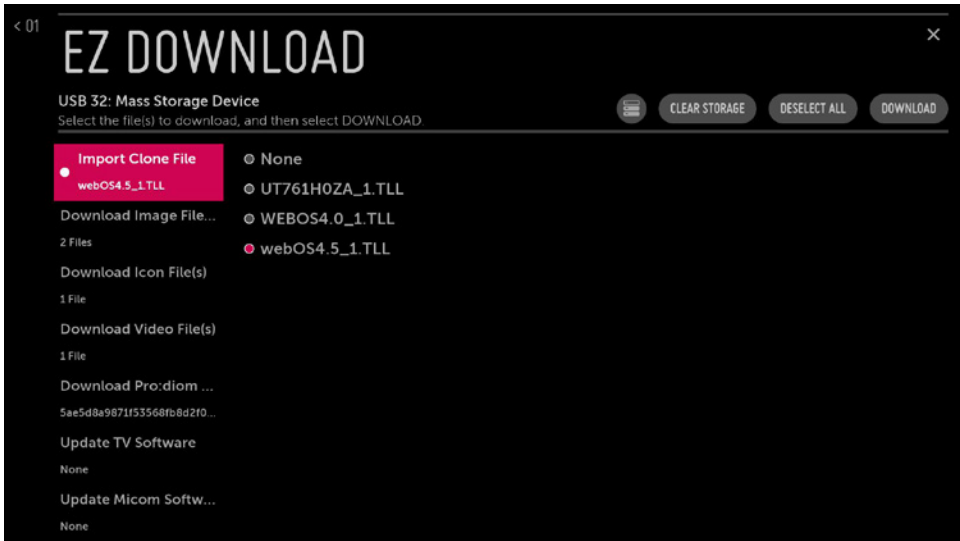 < 01
EZ DOWNLOAD
×
USB 32: Mass Storage Device
Select the file(s) to download, and then select DOWNLOAD.
CLEAR STORAGE
DESELECT ALL
DOWNLOAD
Import Clone File
webOS4.5_1.TLL
Download Image File...
2 Files
Download Icon File(s)
1 File
Download Video File(s)
1 File
Download Pro:diom ...
5ae5d8a9871f53568fb8d2f0...
Update TV Software
None
Update Micom Softw...
None
None
UT761H0ZA_1.TLL
WEBOS4.0_1.TLL
webOS4.5_1.TLL